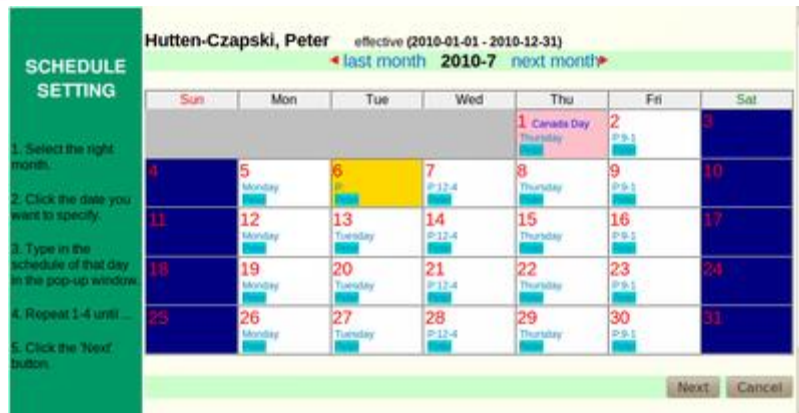 SCHEDULE
SETTING
1. Select the right
month.
2. Click the date you
want to specify.
3. Type in the
schedule of that day
in the pop-up window.
4. Repeat 1-4 until ...
5. Click the 'Next'
button.
Hutten-Czapski, Peter effective (2010-01-01 - 2010-12-31)
last month 2010-7 next month
Sun Mon Tue Wed Thu Fri Sat
1 Canada Day 2 3
Thursday P:9-1
4 5 6 7 8 9 10
Monday P: P:12-4 Thursday P:9-1
11 12 13 14 15 16 17
Monday Tuesday P:12-4 Thursday P:9-1
18 19 20 21 22 23 24
Monday Tuesday P:12-4 Thursday P:9-1
25 26 27 28 29 30 31
Monday Tuesday P:12-4 Thursday P:9-1
Next Cancel